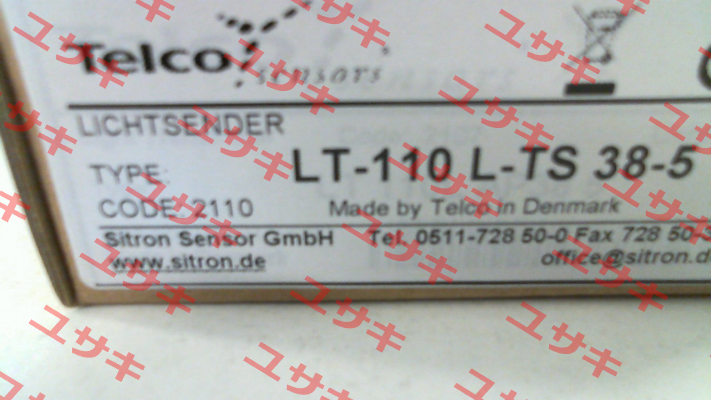 Telco
SENSORS
LICHTSENDER
TYPE: LT-110 L-TS 38-5
CODE: 2110 Made by Telco in Denmark
Sitron Sensor GmbH Tel. 0511-728 50-0 Fax 728 50-3
www.sitron.de office@sitron.d
ユサキ